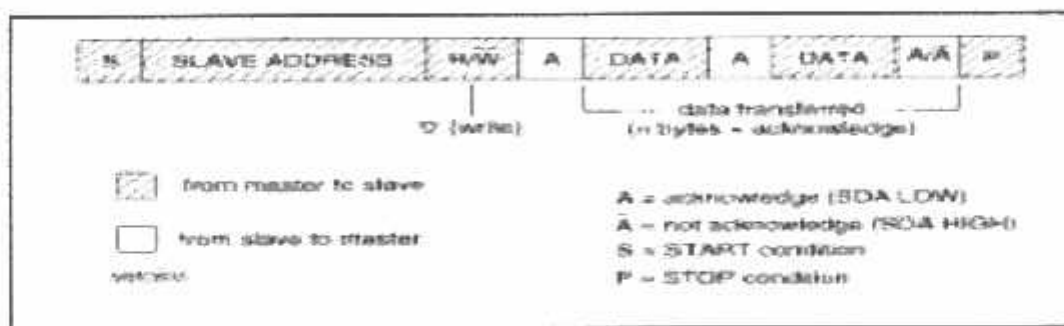 S SLAVE ADDRESS R/W̅ A DATA A DATA A/A̅ P
'0' (write)
data transferred
(n bytes + acknowledge)
from master to slave
from slave to master
A = acknowledge (SDA LOW)
A̅ = not acknowledge (SDA HIGH)
S = START condition
P = STOP condition